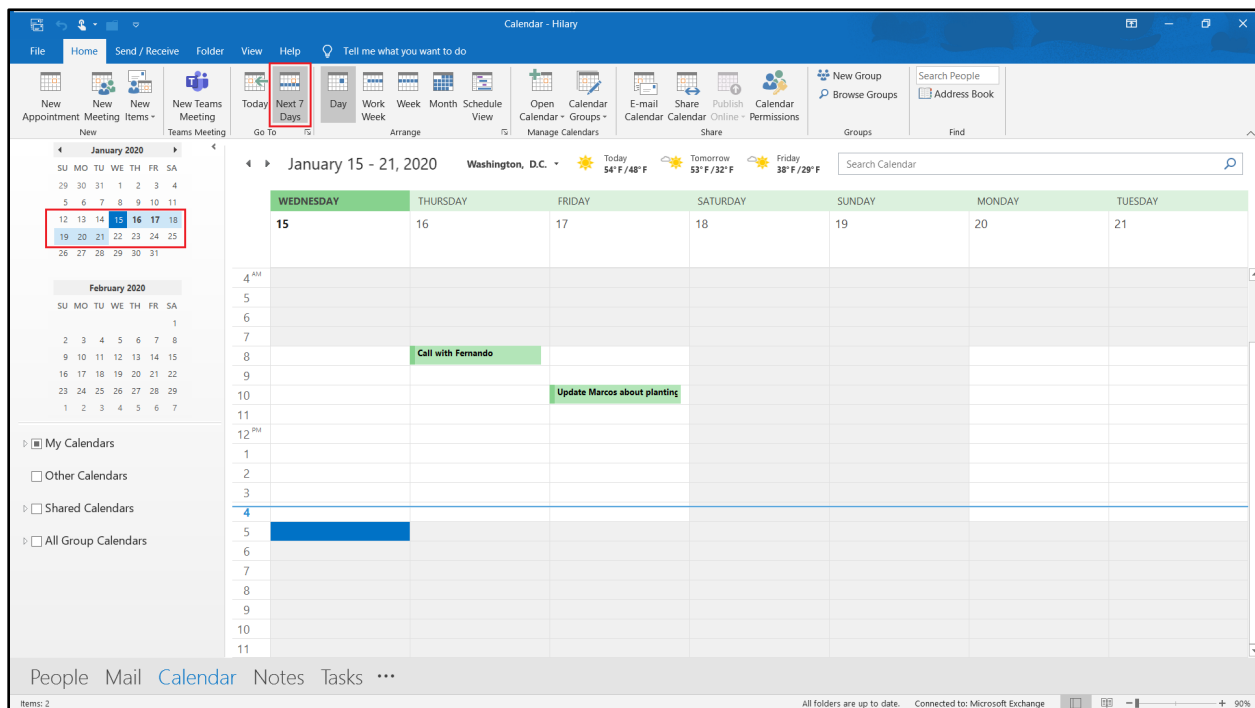 Calendar - Hilary
File Home Send / Receive Folder View Help Tell me what you want to do
New Appointment
New Meeting
New Items
New Teams Meeting
Today
Next 7 Days
Day
Work Week
Week
Month
Schedule View
Open Calendar
Calendar Groups
E-mail Calendar
Share Calendar
Publish Online
Calendar Permissions
New Group
Browse Groups
Search People
Address Book
New
Teams Meeting
Go To
Arrange
Manage Calendars
Share
Groups
Find
January 2020
SU MO TU WE TH FR SA
29 30 31 1 2 3 4
5 6 7 8 9 10 11
12 13 14 15 16 17 18
19 20 21 22 23 24 25
26 27 28 29 30 31
February 2020
SU MO TU WE TH FR SA
1
2 3 4 5 6 7 8
9 10 11 12 13 14 15
16 17 18 19 20 21 22
23 24 25 26 27 28 29
1 2 3 4 5 6 7
My Calendars
Other Calendars
Shared Calendars
All Group Calendars
January 15 - 21, 2020
Washington, D.C.
Today
54° F / 48° F
Tomorrow
53° F / 32° F
Friday
38° F / 29° F
Search Calendar
WEDNESDAY THURSDAY FRIDAY SATURDAY SUNDAY MONDAY TUESDAY
15 16 17 18 19 20 21
4 AM
5
6
7
8 Call with Fernando
9
10 Update Marcos about planting
11
12 PM
1
2
3
4
5
6
7
8
9
10
11
People Mail Calendar Notes Tasks •••
Items: 2
All folders are up to date. Connected to: Microsoft Exchange
90%